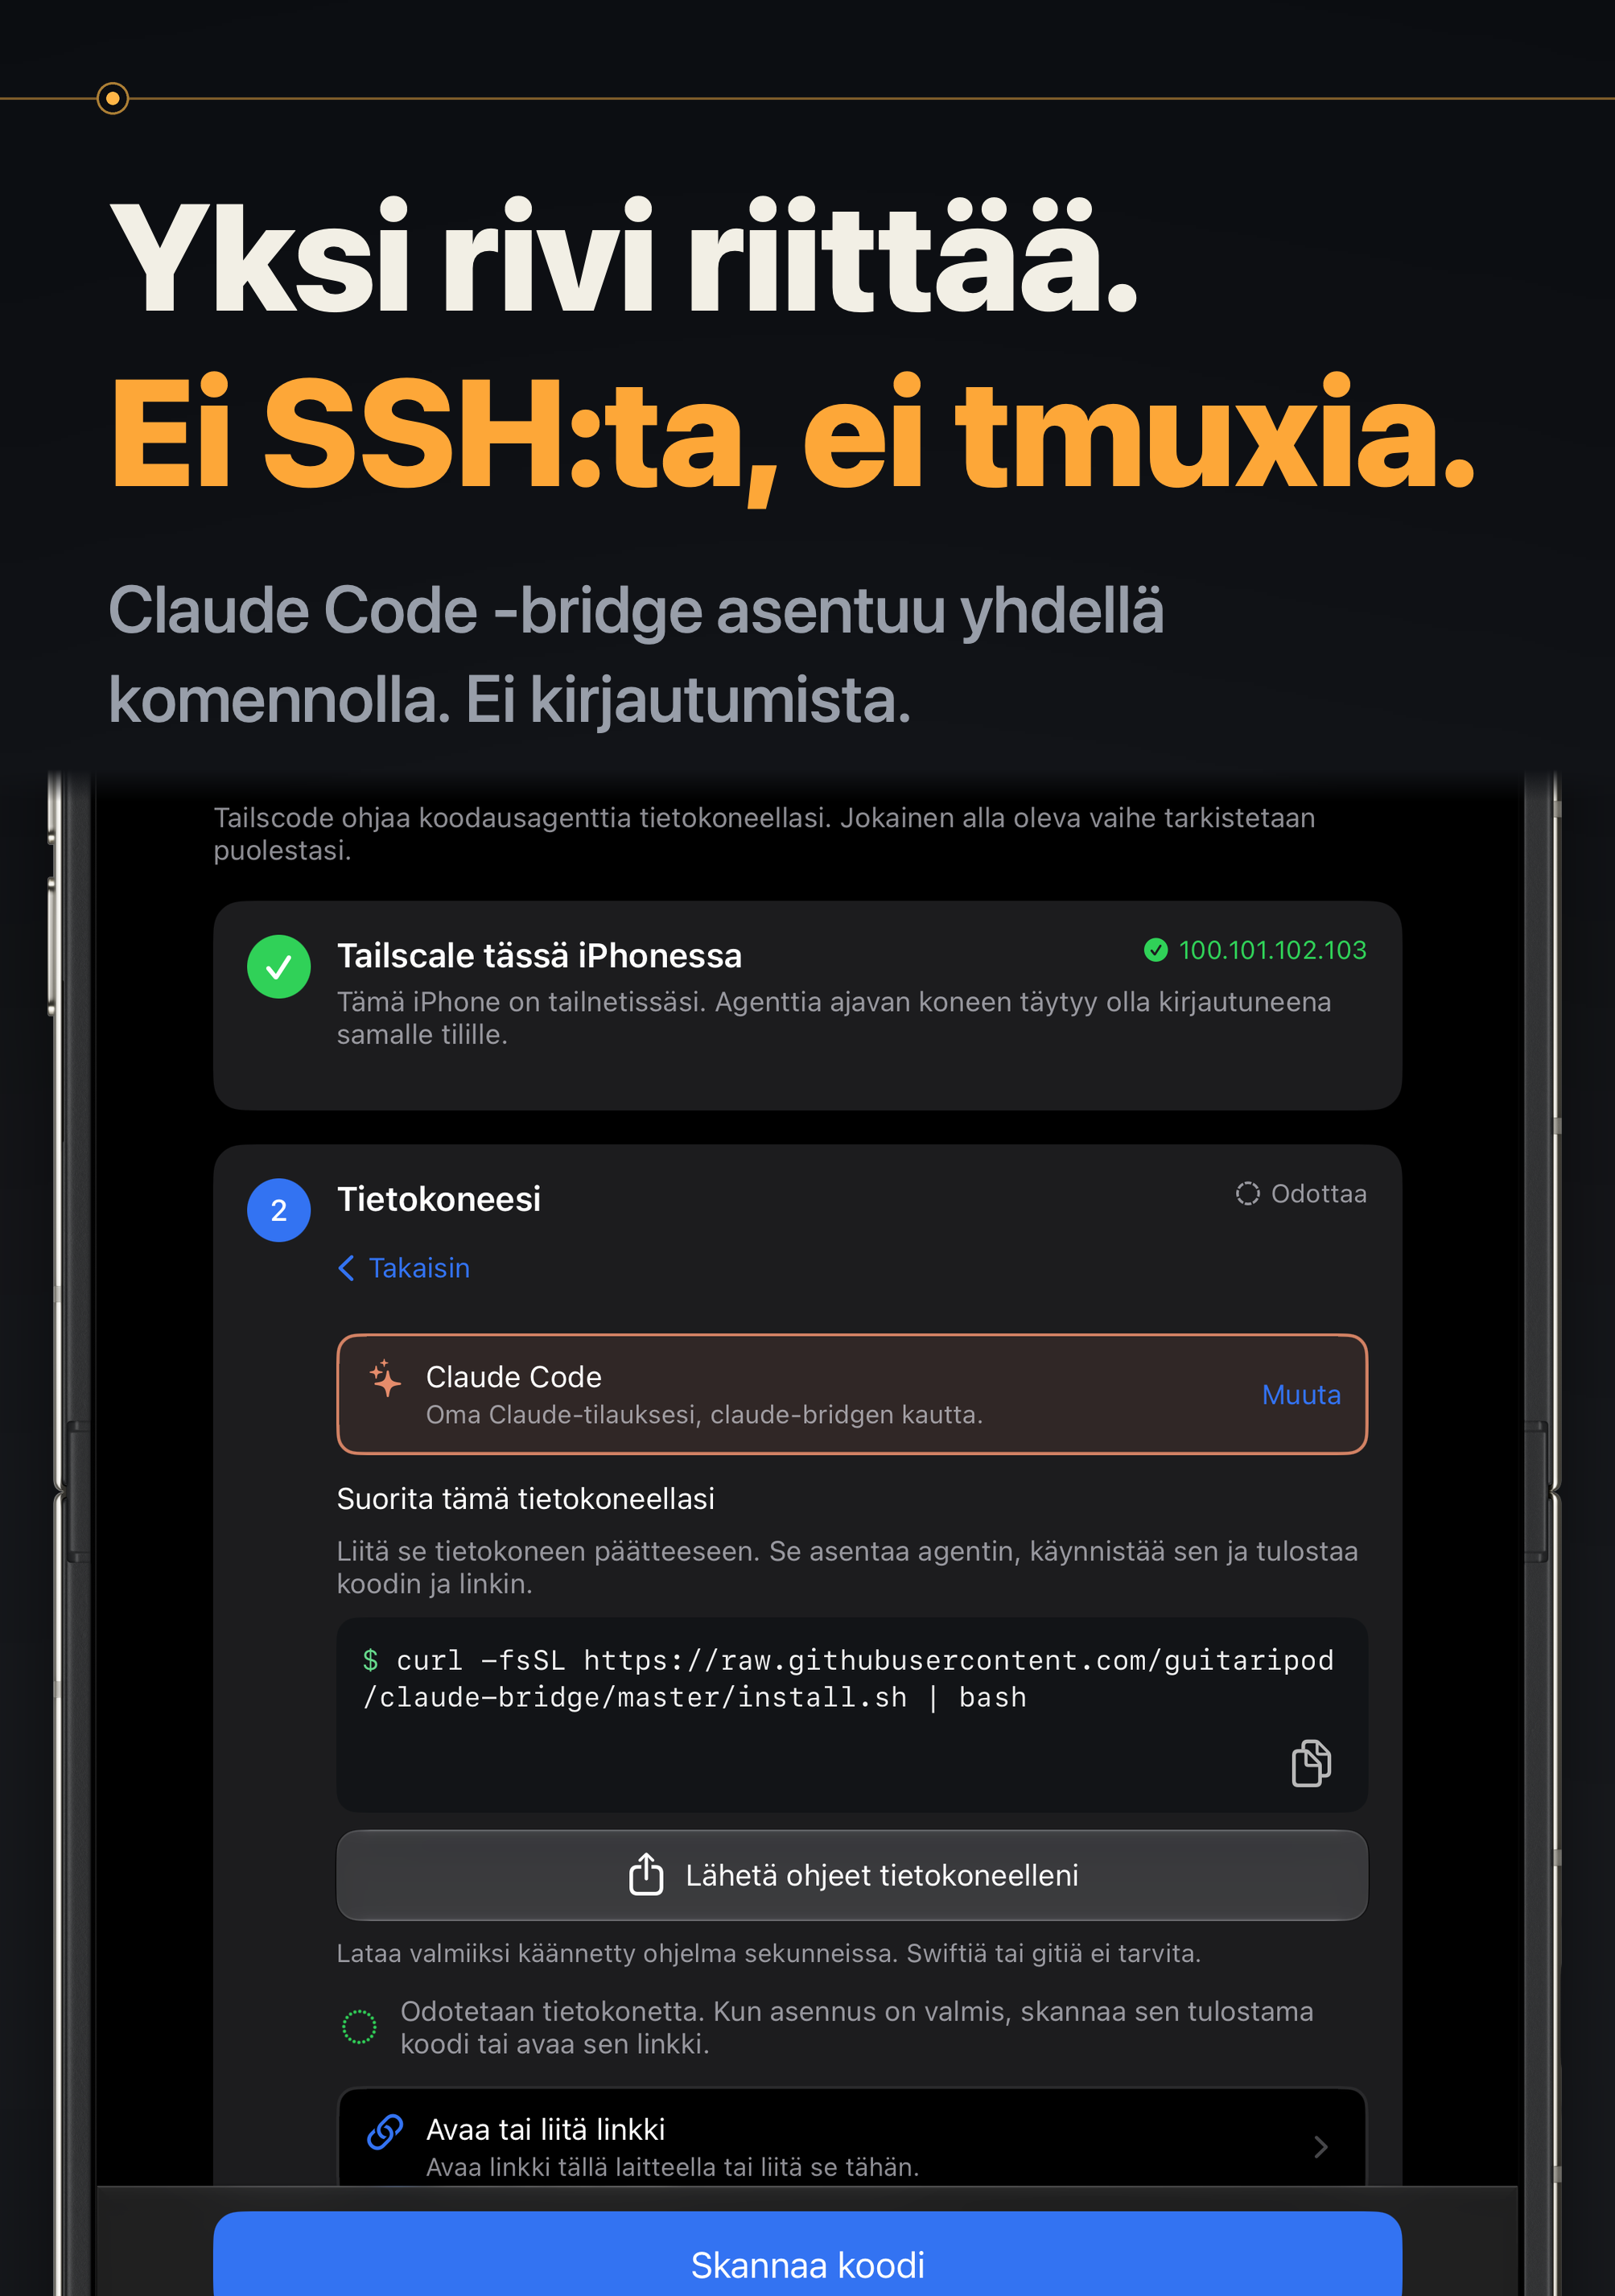 Yksi rivi riittää.
Ei SSH:ta, ei tmuxia.
Claude Code -bridge asentuu yhdellä
komennolla. Ei kirjautumista.
Tailscode ohjaa koodausagenttia tietokoneellasi. Jokainen alla oleva vaihe tarkistetaan
puolestasi.
Tailscale tässä iPhonessa
100.101.102.103
Tämä iPhone on tailnetissäsi. Agenttia ajavan koneen täytyy olla kirjautuneena
samalle tilille.
2
Tietokoneesi
Odottaa
Takaisin
Claude Code
Oma Claude-tilauksesi, claude-bridgen kautta.
Muuta
Suorita tämä tietokoneellasi
Liitä se tietokoneen päätteeseen. Se asentaa agentin, käynnistää sen ja tulostaa
koodin ja linkin.
$ curl -fsSL https://raw.githubusercontent.com/guitaripod
/claude-bridge/master/install.sh | bash
Lähetä ohjeet tietokoneelleni
Lataa valmiiksi käännetty ohjelma sekunneissa. Swiftiä tai gitiä ei tarvita.
Odotetaan tietokonetta. Kun asennus on valmis, skannaa sen tulostama
koodi tai avaa sen linkki.
Avaa tai liitä linkki
Avaa linkki tällä laitteella tai liitä se tähän.
Skannaa koodi